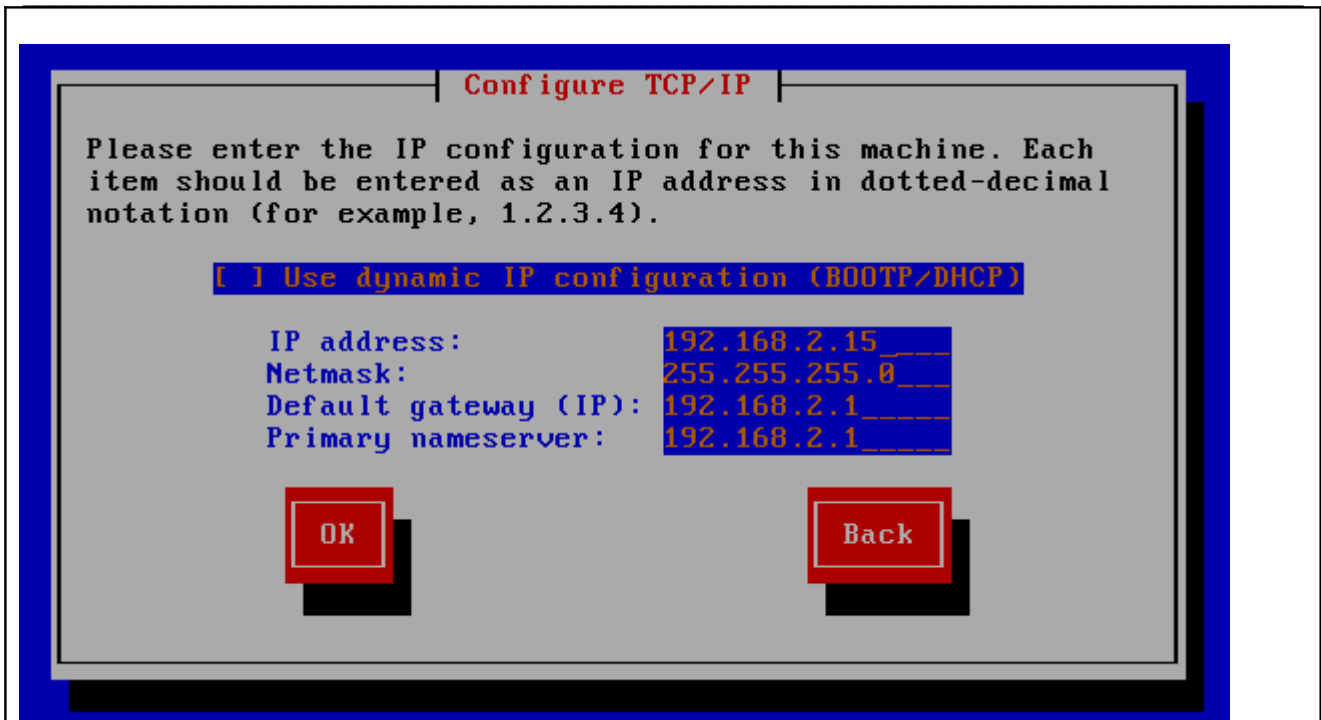 Configure TCP/IP
Please enter the IP configuration for this machine. Each
item should be entered as an IP address in dotted-decimal
notation (for example, 1.2.3.4).
[ ] Use dynamic IP configuration (BOOTP/DHCP)
IP address: 192.168.2.15____
Netmask: 255.255.255.0___
Default gateway (IP): 192.168.2.1_____
Primary nameserver: 192.168.2.1_____
OK Back